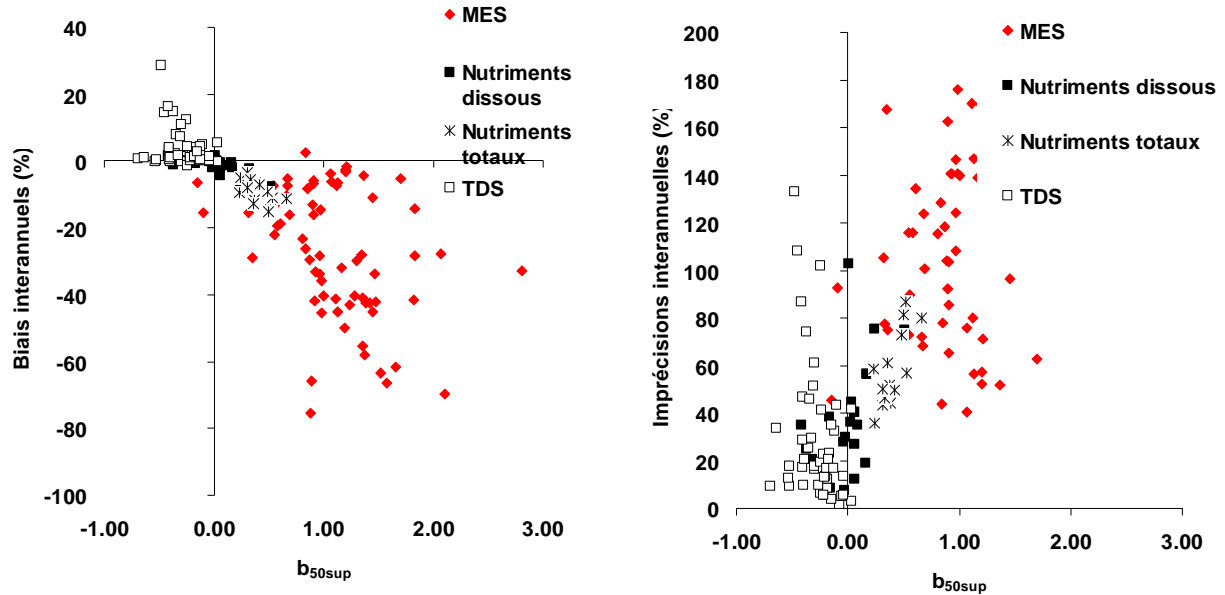 Biais interannuels (%)
40
20
0
-20
-40
-60
-80
-100
-1.00 0.00 1.00 2.00 3.00
b50sup
MES
Nutriments
dissous
Nutriments
totaux
TDS
Imprécisions interannuelles (%)
200
180
160
140
120
100
80
60
40
20
0
-1.00 0.00 1.00 2.00 3.00
b50sup
MES
Nutriments dissous
Nutriments totaux
TDS